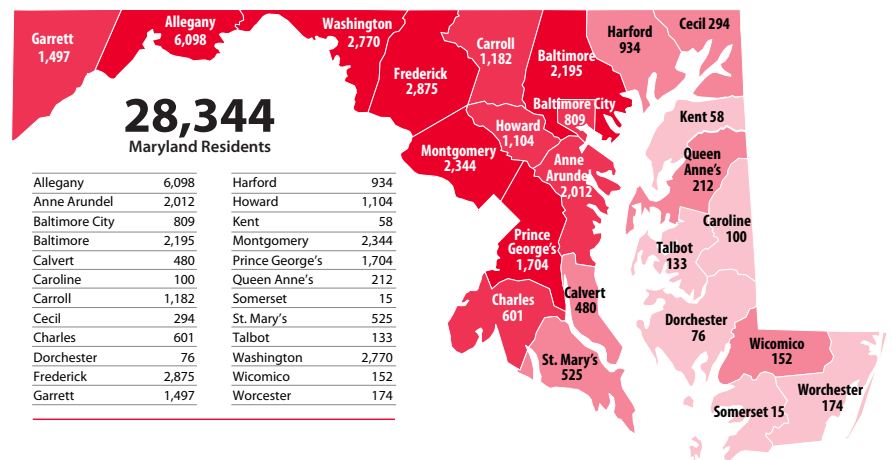 Garrett
1,497
Allegany
6,098
Washington
2,770
Frederick
2,875
Carroll
1,182
Baltimore
2,195
Harford
934
Cecil 294
Baltimore City
809
Howard
1,104
Montgomery
2,344
Anne
Arundel
2,012
Kent 58
Queen
Anne's
212
Caroline
100
Talbot
133
Prince
George's
1,704
Charles
601
Calvert
480
St. Mary's
525
Dorchester
76
Wicomico
152
Somerset 15
Worchester
174
28,344
Maryland Residents
Allegany 6,098
Anne Arundel 2,012
Baltimore City 809
Baltimore 2,195
Calvert 480
Caroline 100
Carroll 1,182
Cecil 294
Charles 601
Dorchester 76
Frederick 2,875
Garrett 1,497
Harford 934
Howard 1,104
Kent 58
Montgomery 2,344
Prince George's 1,704
Queen Anne's 212
Somerset 15
St. Mary's 525
Talbot 133
Washington 2,770
Wicomico 152
Worcester 174